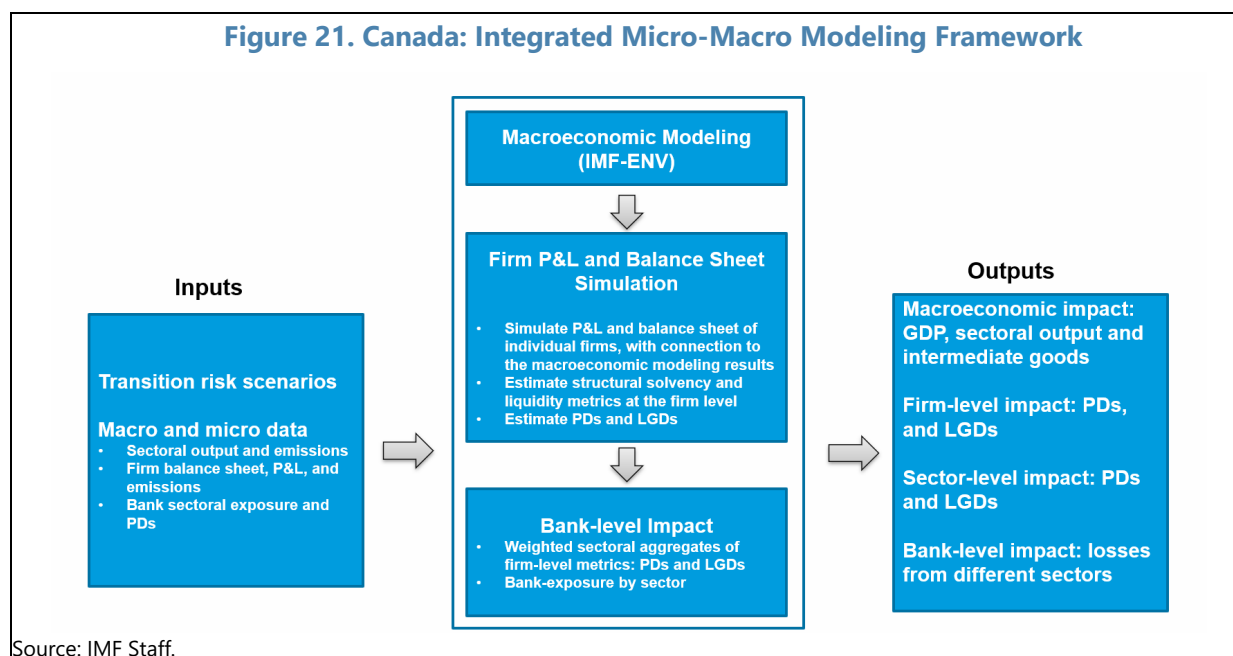 Figure 21. Canada: Integrated Micro-Macro Modeling Framework
Inputs
Transition risk scenarios
Macro and micro data
• Sectoral output and emissions
• Firm balance sheet, P&L, and
emissions
• Bank sectoral exposure and
PDs
Macroeconomic Modeling
(IMF-ENV)
Firm P&L and Balance Sheet
Simulation
• Simulate P&L and balance sheet of
individual firms, with connection to
the macroeconomic modeling results
• Estimate structural solvency and
liquidity metrics at the firm level
• Estimate PDs and LGDs
Bank-level Impact
• Weighted sectoral aggregates of
firm-level metrics: PDs and LGDs
• Bank-exposure by sector
Outputs
Macroeconomic impact:
GDP, sectoral output and
intermediate goods
Firm-level impact: PDs,
and LGDs
Sector-level impact: PDs
and LGDs
Bank-level impact: losses
from different sectors
Source: IMF Staff.